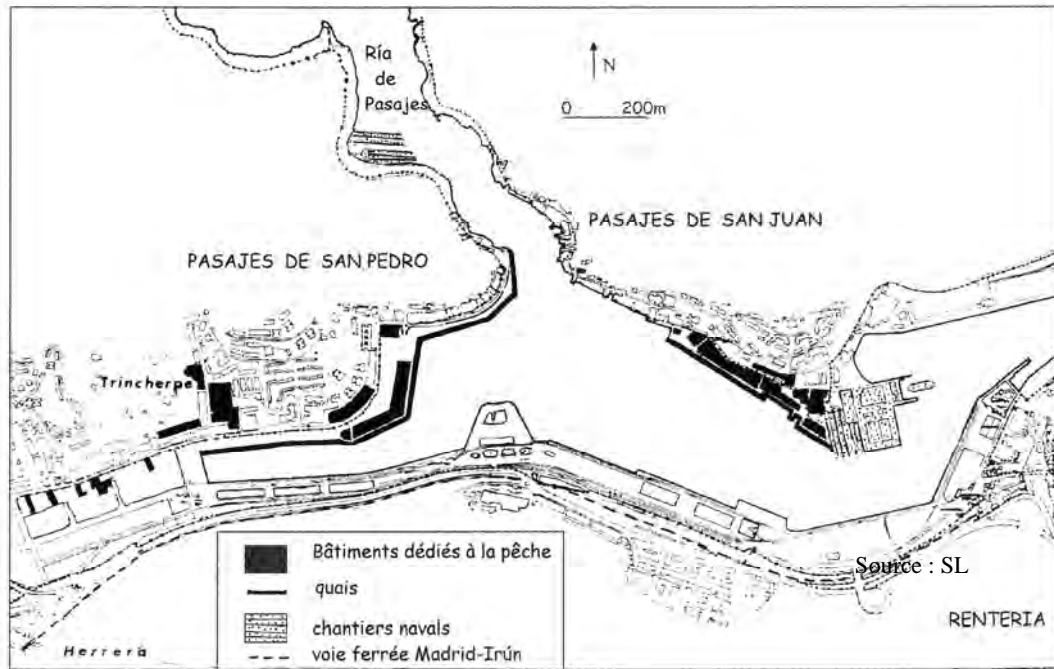 Ría
de
Pasajes
N
0 200m
PASAJES DE SAN JUAN
PASAJES DE SAN PEDRO
Trincherpe
Bâtiments dédiés à la pêche
quais
chantiers navals
voie ferrée Madrid-Irún
Source : SL
RENTERIA
Herrera